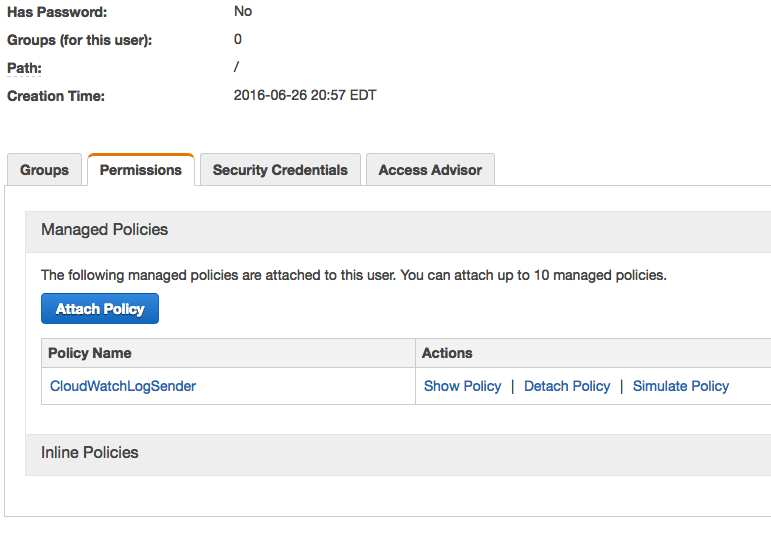 Has Password: No
Groups (for this user): 0
Path: /
Creation Time: 2016-06-26 20:57 EDT
Groups Permissions Security Credentials Access Advisor
Managed Policies
The following managed policies are attached to this user. You can attach up to 10 managed policies.
Attach Policy
Policy Name Actions
CloudWatchLogSender Show Policy | Detach Policy | Simulate Policy
Inline Policies